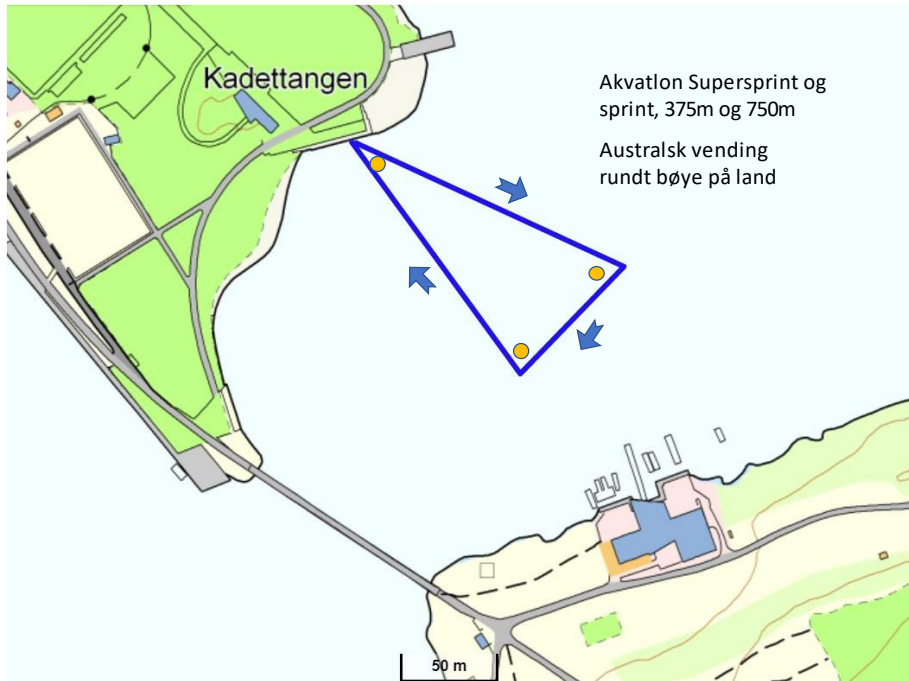 Kadettangen
Akvatlon Supersprint og
sprint, 375m og 750m
Australsk vending
rundt bøye på land
50 m